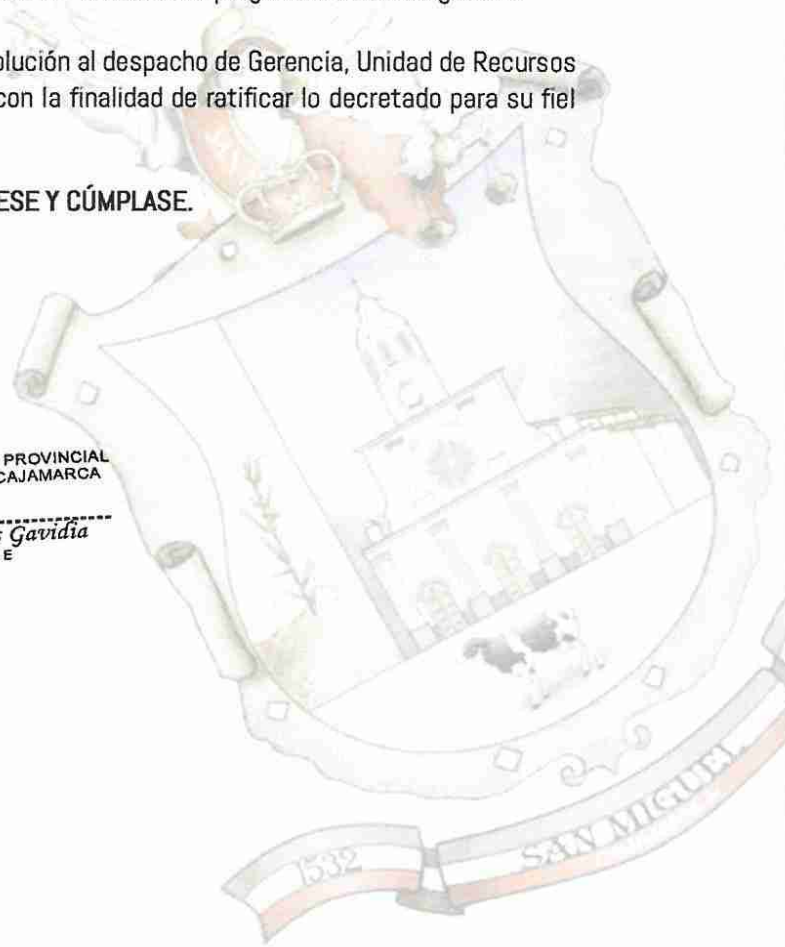 olución al despacho de Gerencia, Unidad de Recursos
con la finalidad de ratificar lo decretado para su fiel
ESE Y CÚMPLASE.
PROVINCIAL
CAJAMARCA
Gavidia
E
1532
SAN MIGUEL